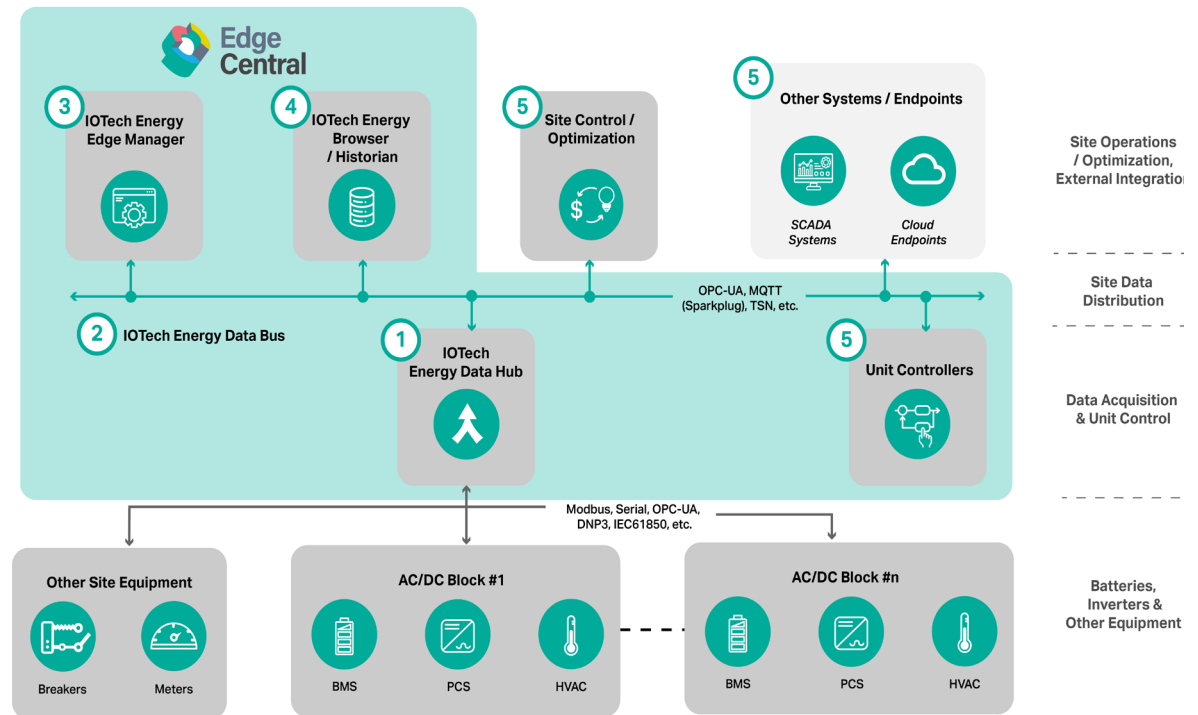 Edge
Central
3
IOTech Energy
Edge Manager
4
IOTech Energy
Browser
/ Historian
5
Site Control /
Optimization
$
5
Other Systems / Endpoints
SCADA
Systems
Cloud
Endpoints
Site Operations
/ Optimization,
External Integration
OPC-UA, MQTT
(Sparkplug), TSN, etc.
Site Data
Distribution
2
IOTech Energy Data Bus
1
IOTech
Energy Data Hub
5
Unit Controllers
Data Acquisition
& Unit Control
Modbus, Serial, OPC-UA,
DNP3, IEC61850, etc.
Other Site Equipment
Breakers
Meters
AC/DC Block #1
BMS
PCS
HVAC
AC/DC Block #n
BMS
PCS
HVAC
Batteries,
Inverters &
Other Equipment